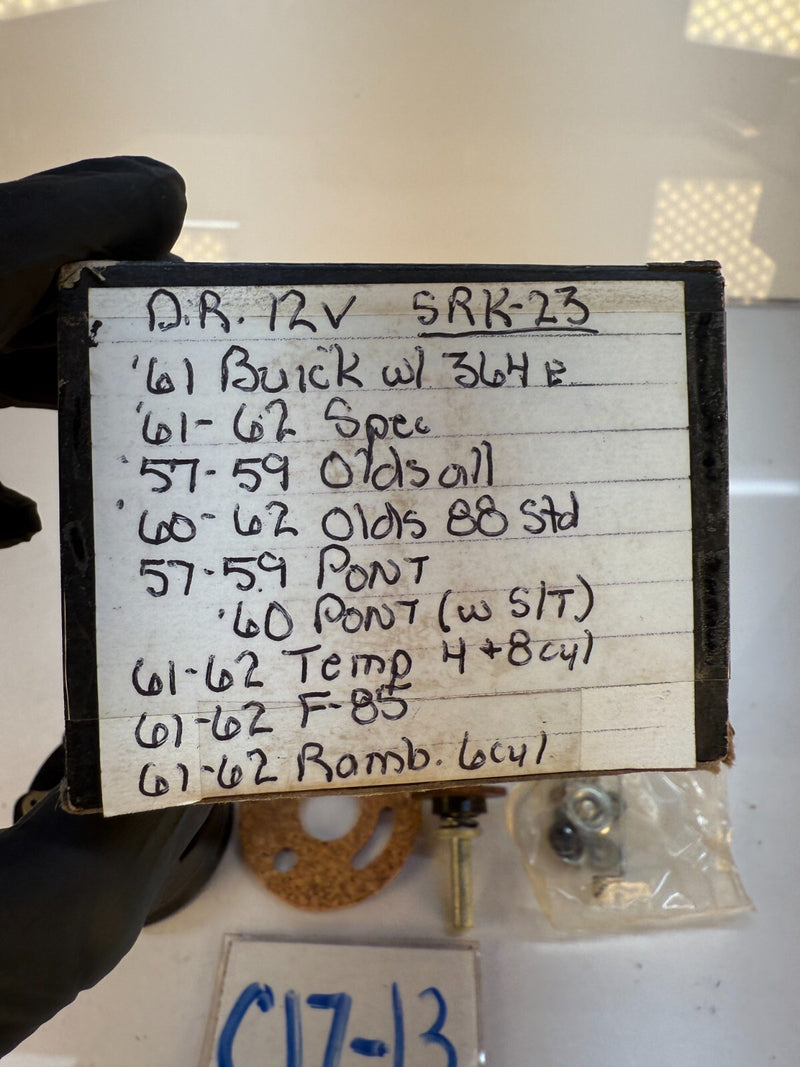 D.R. 12V SRK-23
'61 Buick w/ 364 E
'61-62 Spec
'57-59 Olds all
'60-62 Olds 88 Std
57-59 PONT
'60 PONT (w S/T)
61-62 Temp 4+8cyl
61-62 F-85
61-62 Ramb. 6cyl
C17-13